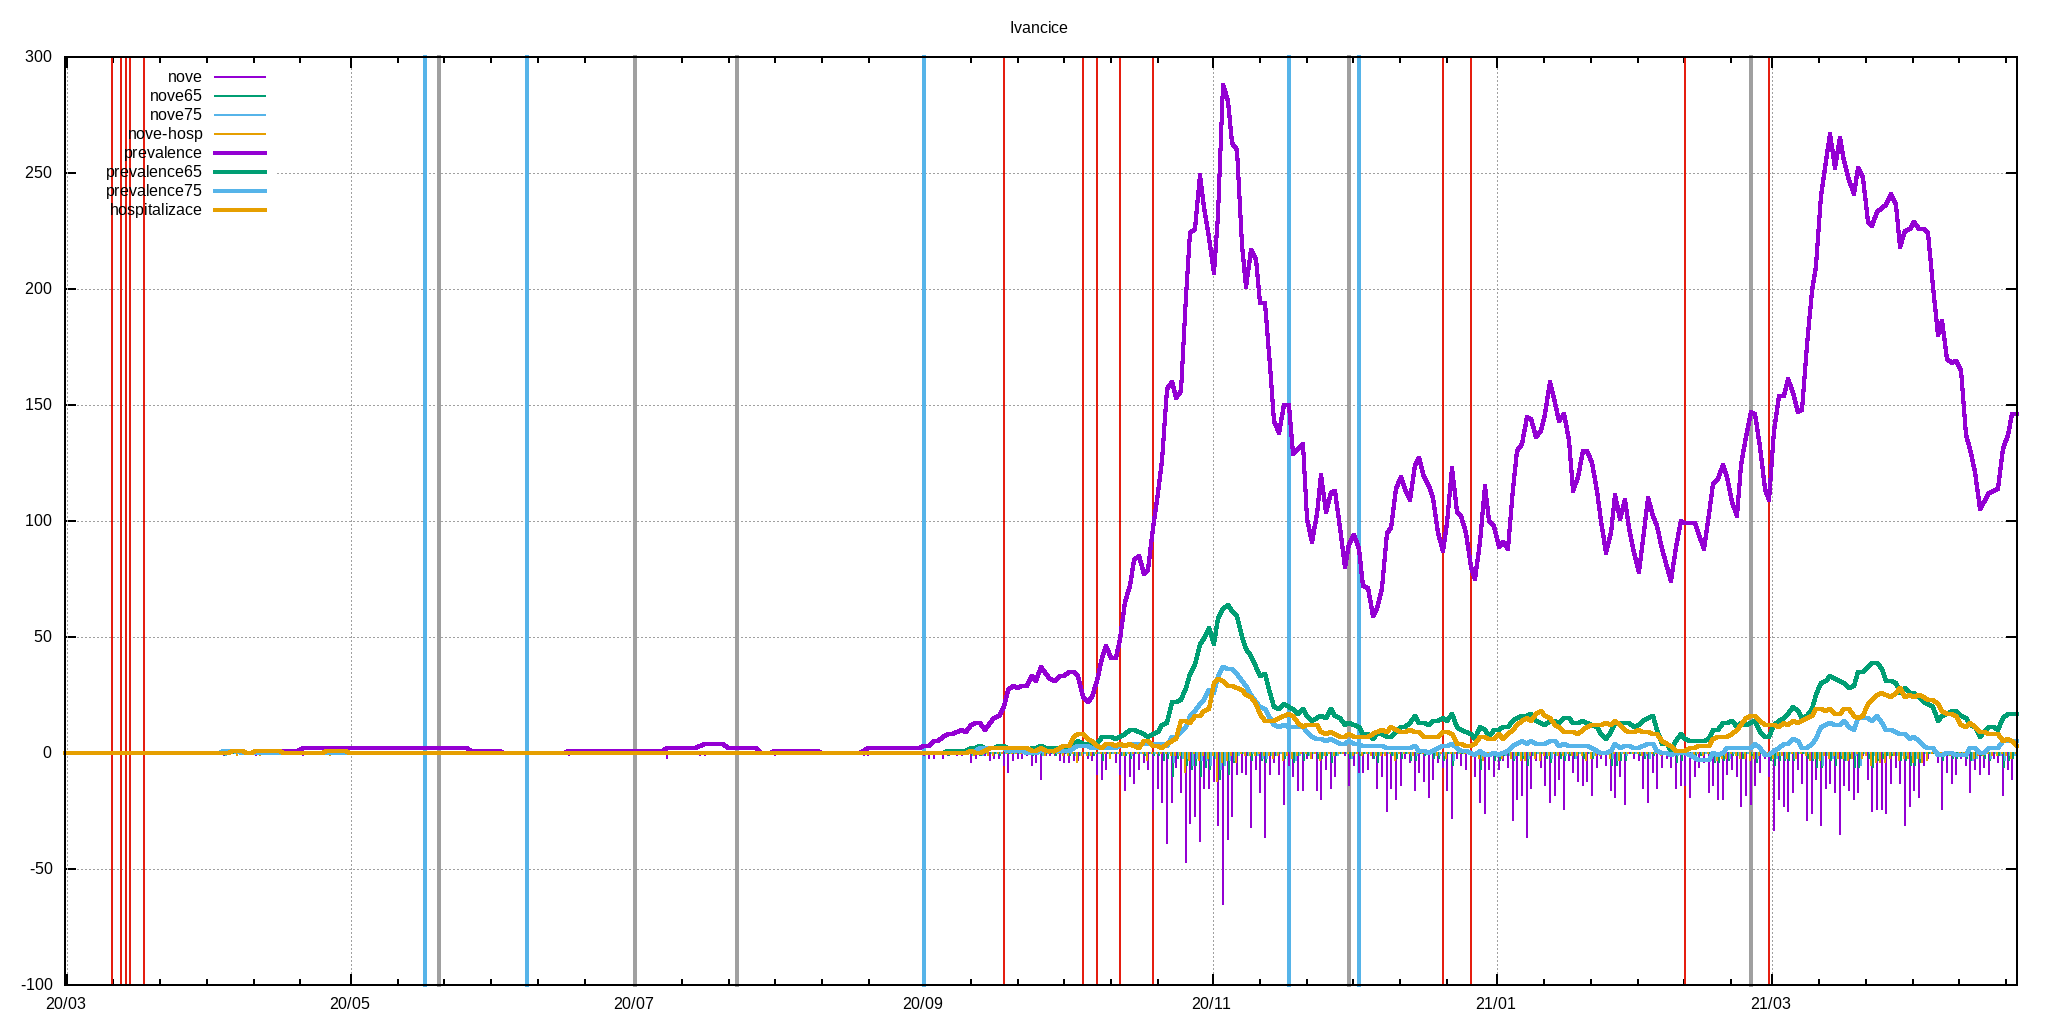 Ivancice
300
250
200
150
100
50
0
-50
-100
nove
nove65
nove75
nove-hosp
prevalence
prevalence65
prevalence75
hospitalizace
20/03 20/05 20/07 20/09 20/11 21/01 21/03